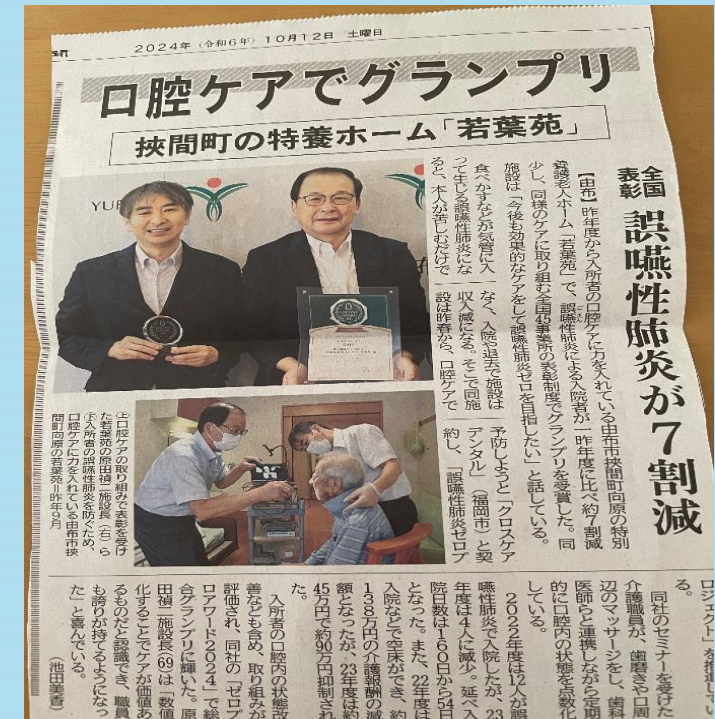 2024年(令和6年)10月12日 土曜日
口腔ケアでグランプリ
挾間町の特養ホーム「若葉苑」
全国
表彰
誤嚥性肺炎が7割減
【由布】昨年度から入所者の口腔ケアに力を入れている由布市挾間町向原の特別
養護老人ホーム「若葉苑」で、誤嚥性肺炎による入院者が一昨年度に比べ約7割減
少し、同様のケアに取り組む全国45事業所の表彰制度でグランプリを受賞した。同
施設は「今後も効果的なケアをして誤嚥性肺炎ゼロを目指したい」と話している。
食べかすなどが気管に入
って生じる誤嚥性肺炎にな
ると、本人が苦しむだけで
なく、入院や退去で施設は
収入減になる。そこで同施
設は昨春から、口腔ケアで
予防しようと「クロスケア
デンタル」(福岡市)と契
約し、「誤嚥性肺炎ゼロプ
ロジェクト」を推進してい
る。
同社のセミナーを受けた
介護職員が、歯磨きや口周
辺のマッサージをし、歯科
医師らと連携しながら定期
的に口腔内の状態を点数化
している。
2022年度は12人が誤
嚥性肺炎で入院したが、23
年度は4人に減少。延べ入
院日数は160日から54日
となった。また、22年度は
入院などで空床ができ、約
138万円の介護報酬の減
額となったが、23年度は約
45万円で約90万円抑制され
た。
入所者の口腔内の状態改
善なども含め、取り組みが
評価され、同社の「ゼロプ
ロアワード2024」で総
合グランプリに輝いた。原
田禎二施設長(69)は「数値
化することでケアが価値あ
るものだと認識でき、職員
も誇りが持てるようになっ
た」と喜んでいる。
(池田美香)
㊤口腔ケアの取り組みで表彰を受け
た若葉苑の原田禎二施設長(右)ら
㊦入所者の誤嚥性肺炎を防ぐため、
口腔ケアに力を入れている由布市挾
間町向原の若葉苑=昨年9月
YUF